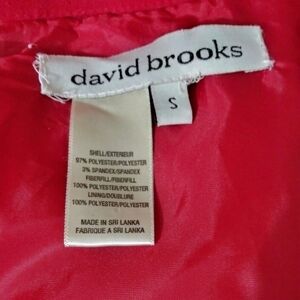 david brooks
S
SHELL/EXTERIEUR
97% POLYESTER/POLYESTER
3% SPANDEX/SPANDEX
FIBERFILL/FIBERFILL
100% POLYESTER/POLYESTER
LINING/DOUBLURE
100% POLYESTER/POLYESTER
MADE IN SRI LANKA
FABRIQUE A SRI LANKA